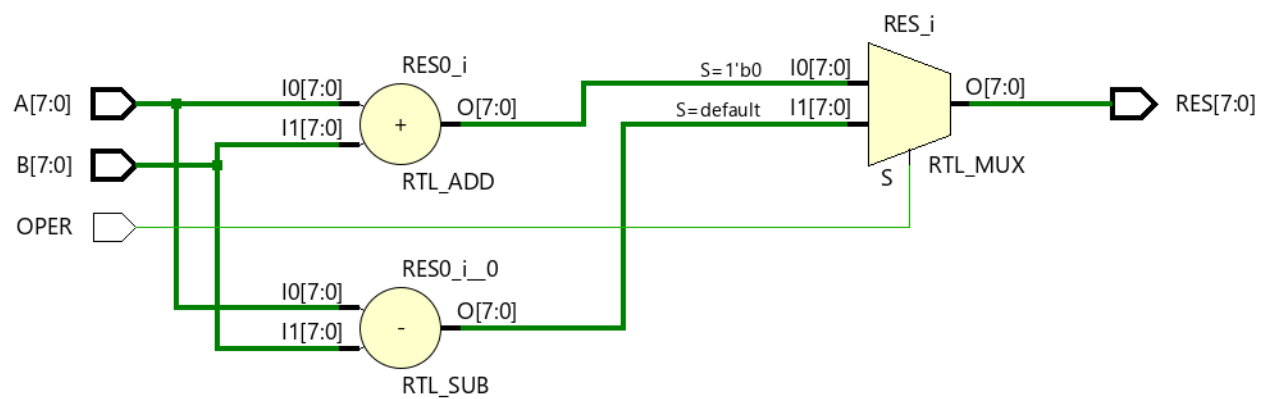 RES_i
RES0_i
S=1'b0
I0[7:0]
A[7:0]
I0[7:0]
O[7:0]
O[7:0]
RES[7:0]
S=default
I1[7:0]
I1[7:0]
+
B[7:0]
RTL_ADD
S
RTL_MUX
OPER
RES0_i__0
I0[7:0]
O[7:0]
I1[7:0]
-
RTL_SUB